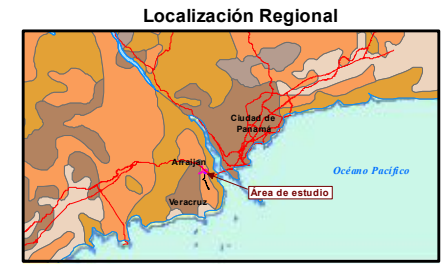 Localización Regional
Ciudad de
Panamá
Arraiján
Océano Pacífico
Área de estudio
Veracruz